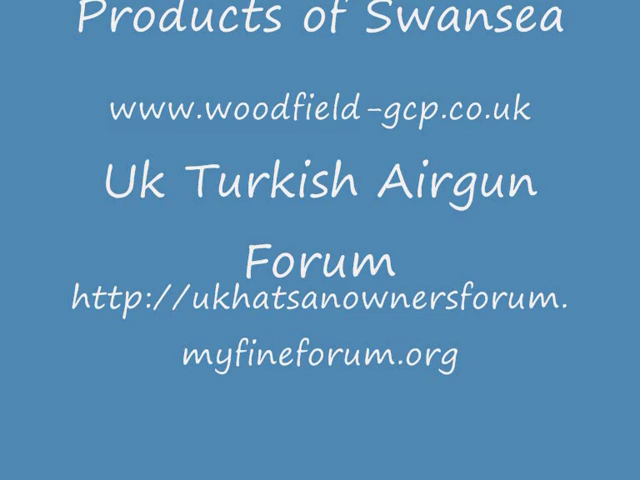 Products of Swansea
www.woodfield-gcp.co.uk
Uk Turkish Airgun
Forum
http://ukhatsanownersforum.
myfineforum.org